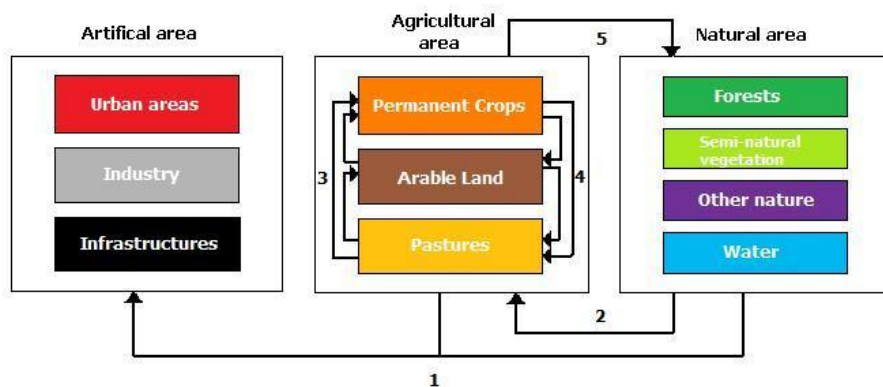 Artifical area
Agricultural
area
5
Natural area
Urban areas
Industry
Infrastructures
3
Permanent Crops
Arable Land
Pastures
4
Forests
Semi-natural
vegetation
Other nature
Water
2
1